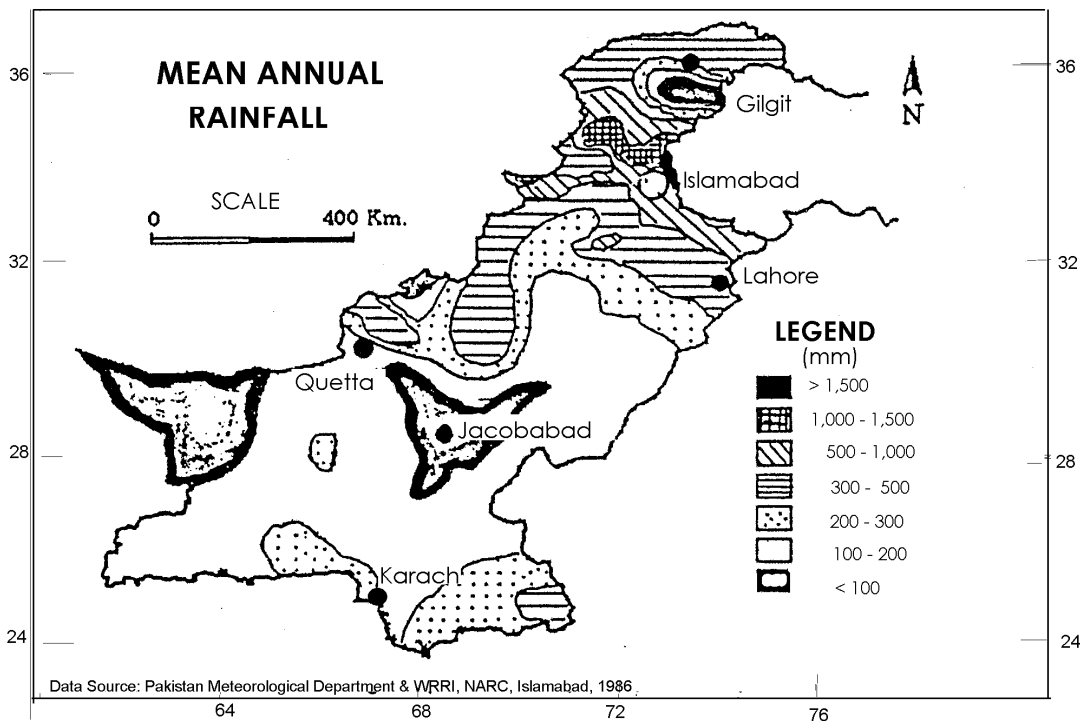 MEAN ANNUAL
RAINFALL
SCALE
0 400 Km.
N
36
36
32
32
28
28
24
24
Gilgit
Islamabad
Lahore
Quetta
Jacobabad
Karach
LEGEND
(mm)
> 1,500
1,000 - 1,500
500 - 1,000
300 - 500
200 - 300
100 - 200
< 100
Data Source: Pakistan Meteorological Department & WRRI, NARC, Islamabad, 1986
64
68
72
76